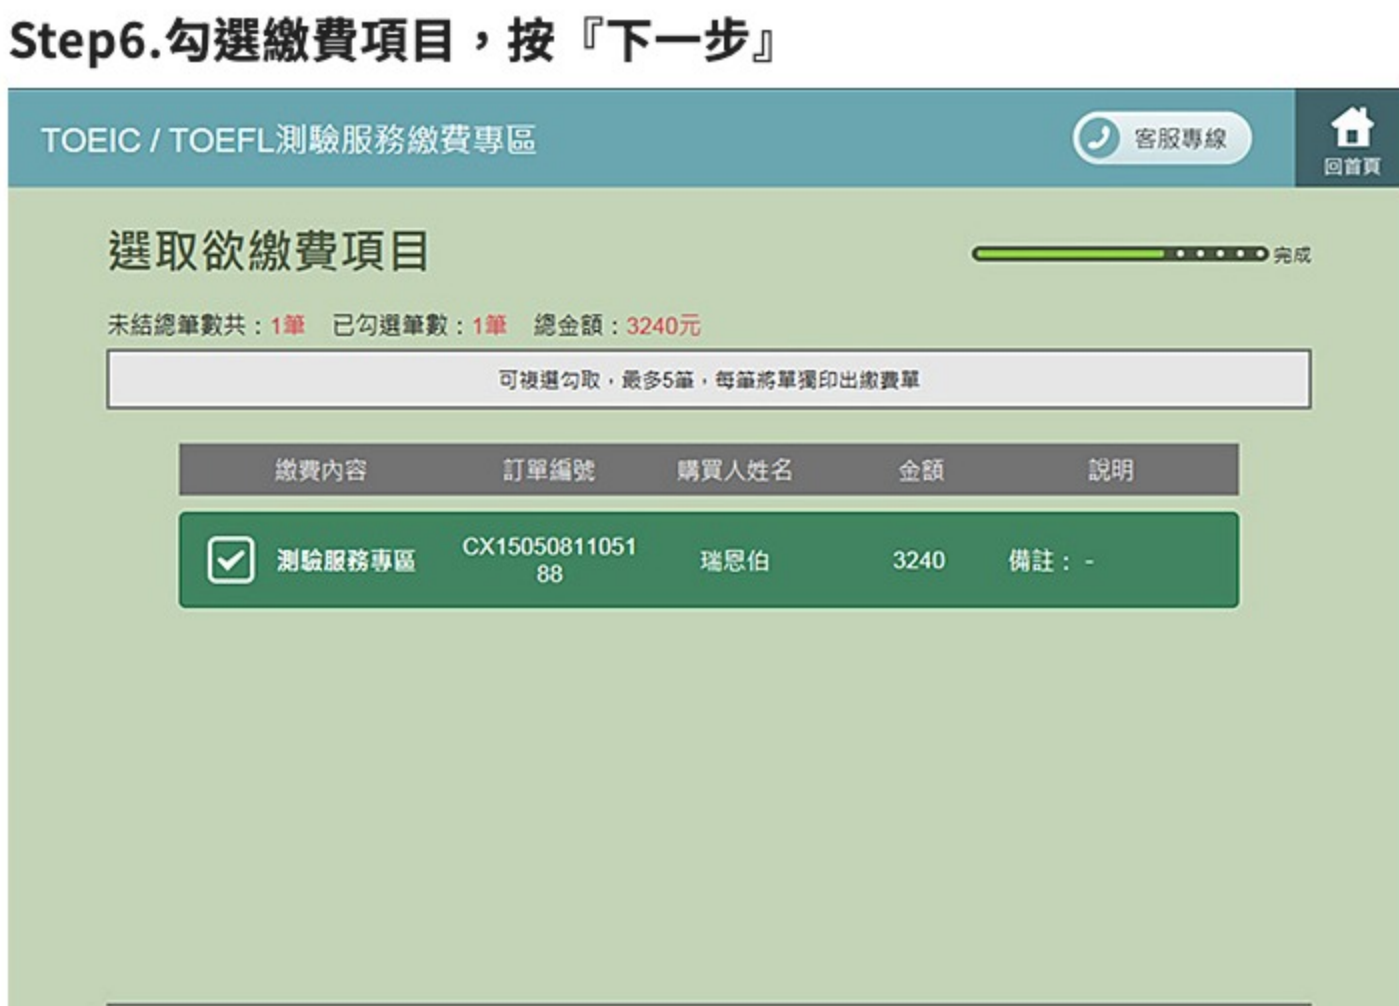 Step6.勾選繳費項目，按『下一步』
TOEIC / TOEFL測驗服務繳費專區
客服專線
回首頁
選取欲繳費項目
完成
未結總筆數共：1筆 已勾選筆數：1筆 總金額：3240元
可複選勾取，最多5筆，每筆將單獨印出繳費單
繳費內容 訂單編號 購買人姓名 金額 說明
測驗服務專區 CX15050811051 瑞恩伯 3240 備註： -
88